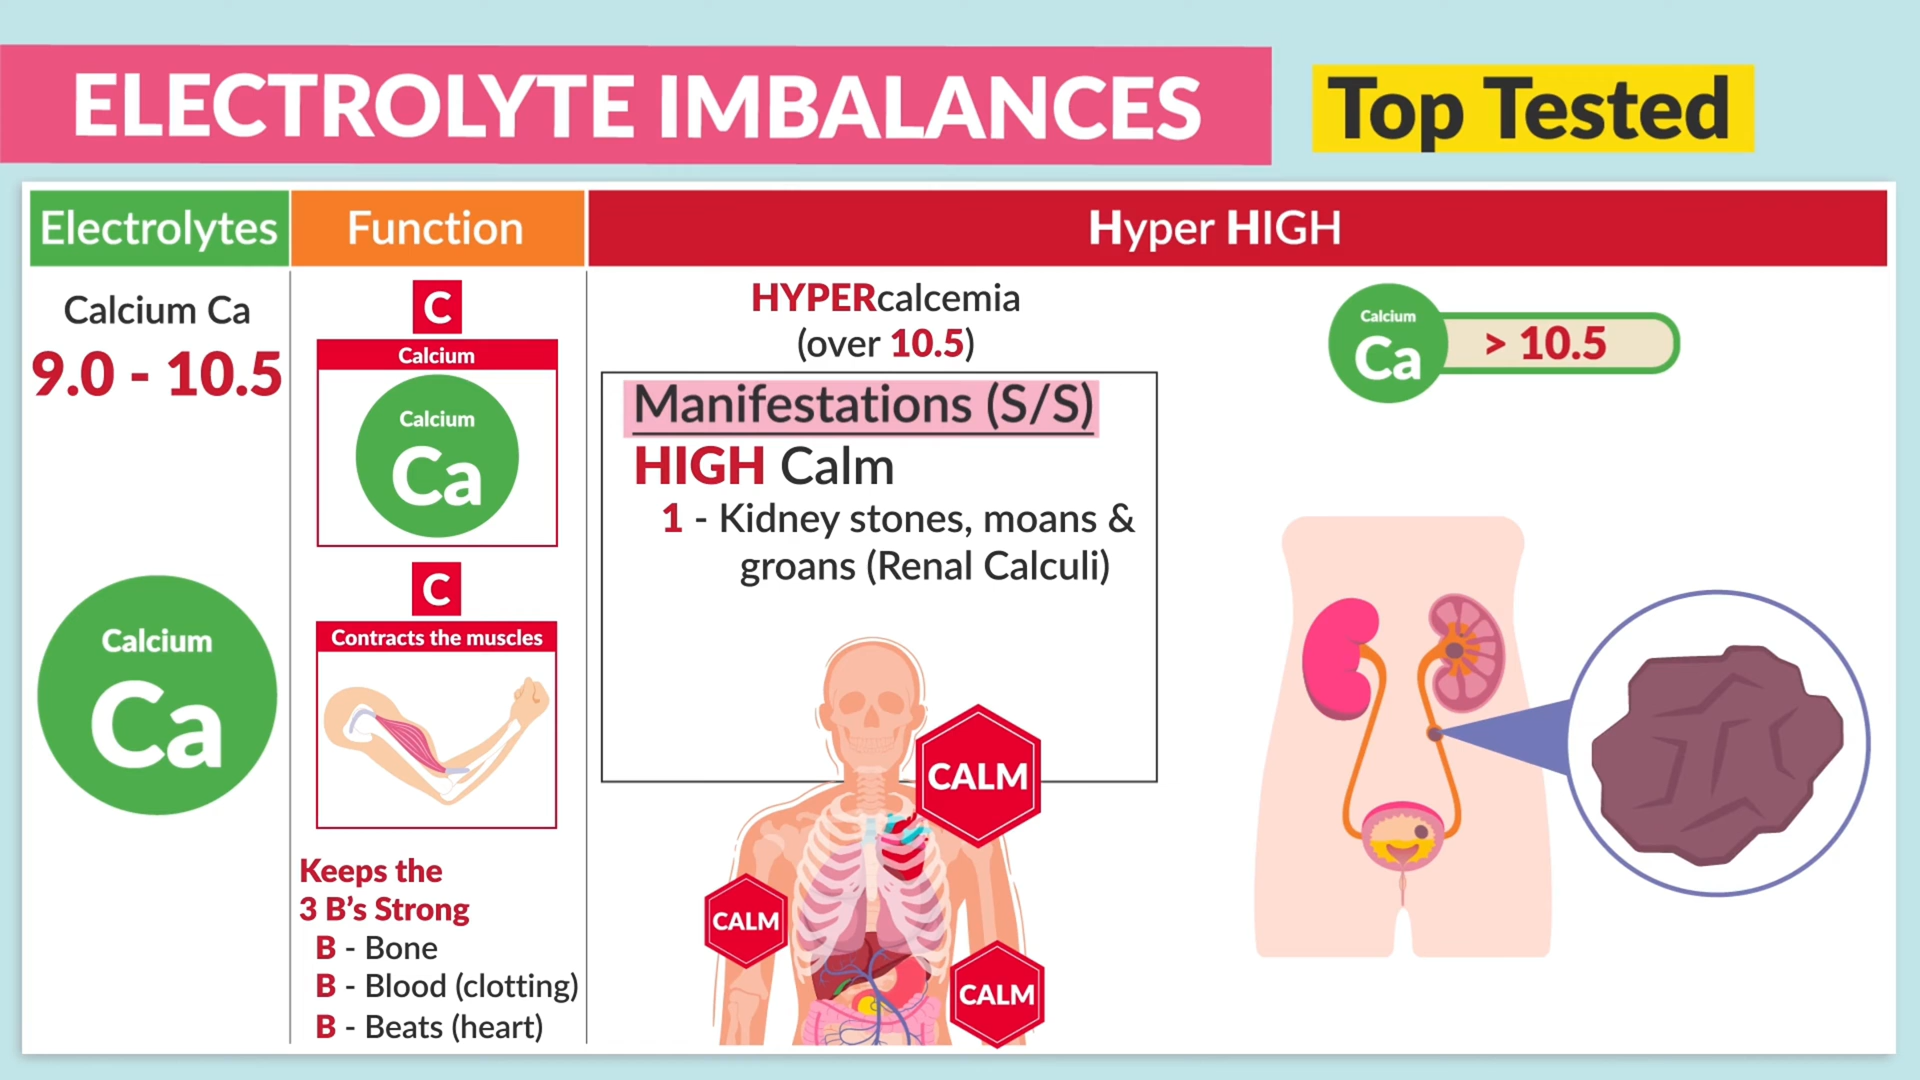 ELECTROLYTE IMBALANCES
Top Tested
Electrolytes
Function
Hyper HIGH
Calcium Ca
9.0 - 10.5
Calcium
Ca
C
Calcium
Calcium
Ca
C
Contracts the muscles
Keeps the
3 B's Strong
B - Bone
B - Blood (clotting)
B - Beats (heart)
HYPERcalcemia
(over 10.5)
Manifestations (S/S)
HIGH Calm
1 - Kidney stones, moans &
groans (Renal Calculi)
CALM
CALM
CALM
Calcium
Ca
> 10.5